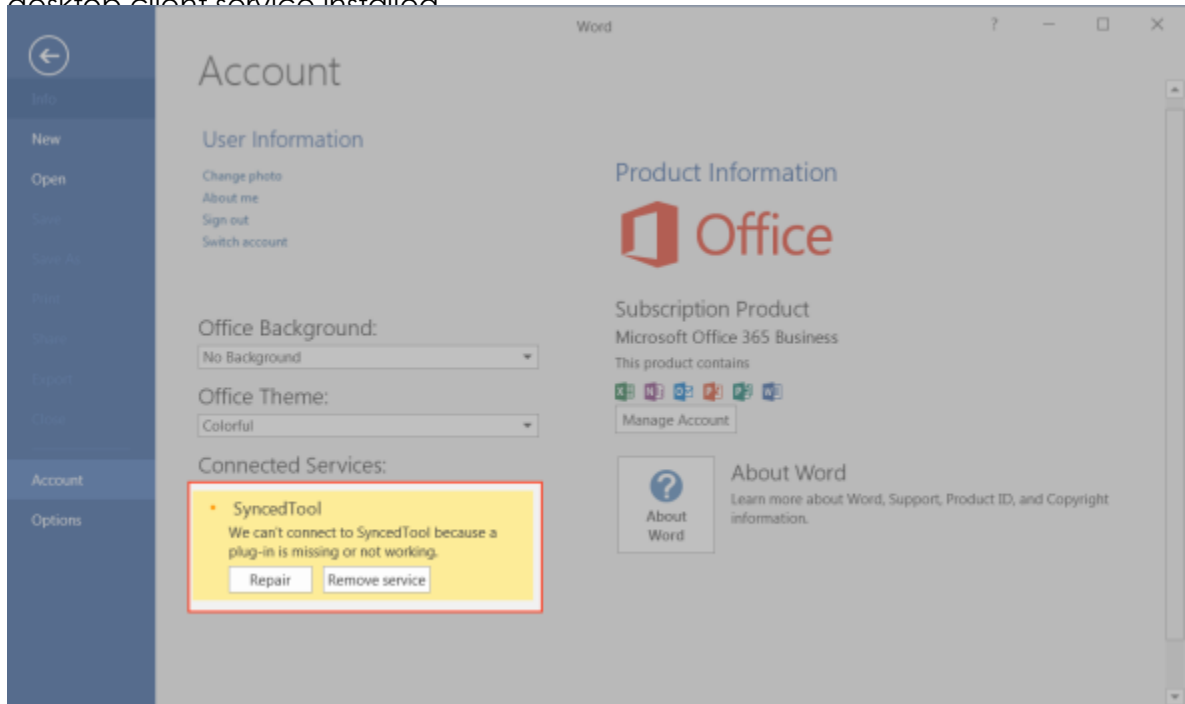 desktop client service installed
Word
?
Account
Info
New
Open
Save
Save As
Print
Share
Export
Close
Account
Options
User Information
Change photo
About me
Sign out
Switch account
Office Background:
No Background
Office Theme:
Colorful
Connected Services:
SyncedTool
We can't connect to SyncedTool because a
plug-in is missing or not working.
Repair Remove service
Product Information
Office
Subscription Product
Microsoft Office 365 Business
This product contains
Manage Account
About
Word
About Word
Learn more about Word, Support, Product ID, and Copyright
information.